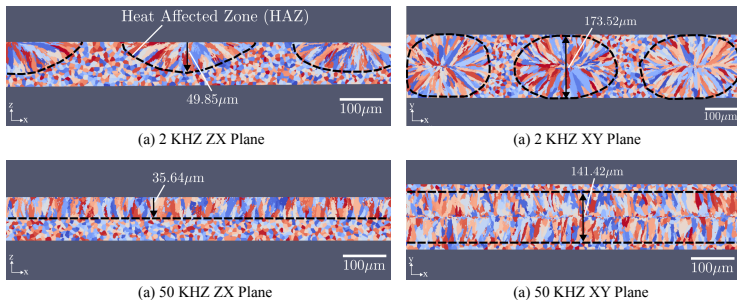 Heat Affected Zone (HAZ)
49.85μm
z
x
100μm
(a) 2 KHZ ZX Plane
173.52μm
y
x
100μm
(a) 2 KHZ XY Plane
35.64μm
z
x
100μm
(a) 50 KHZ ZX Plane
141.42μm
y
x
100μm
(a) 50 KHZ XY Plane